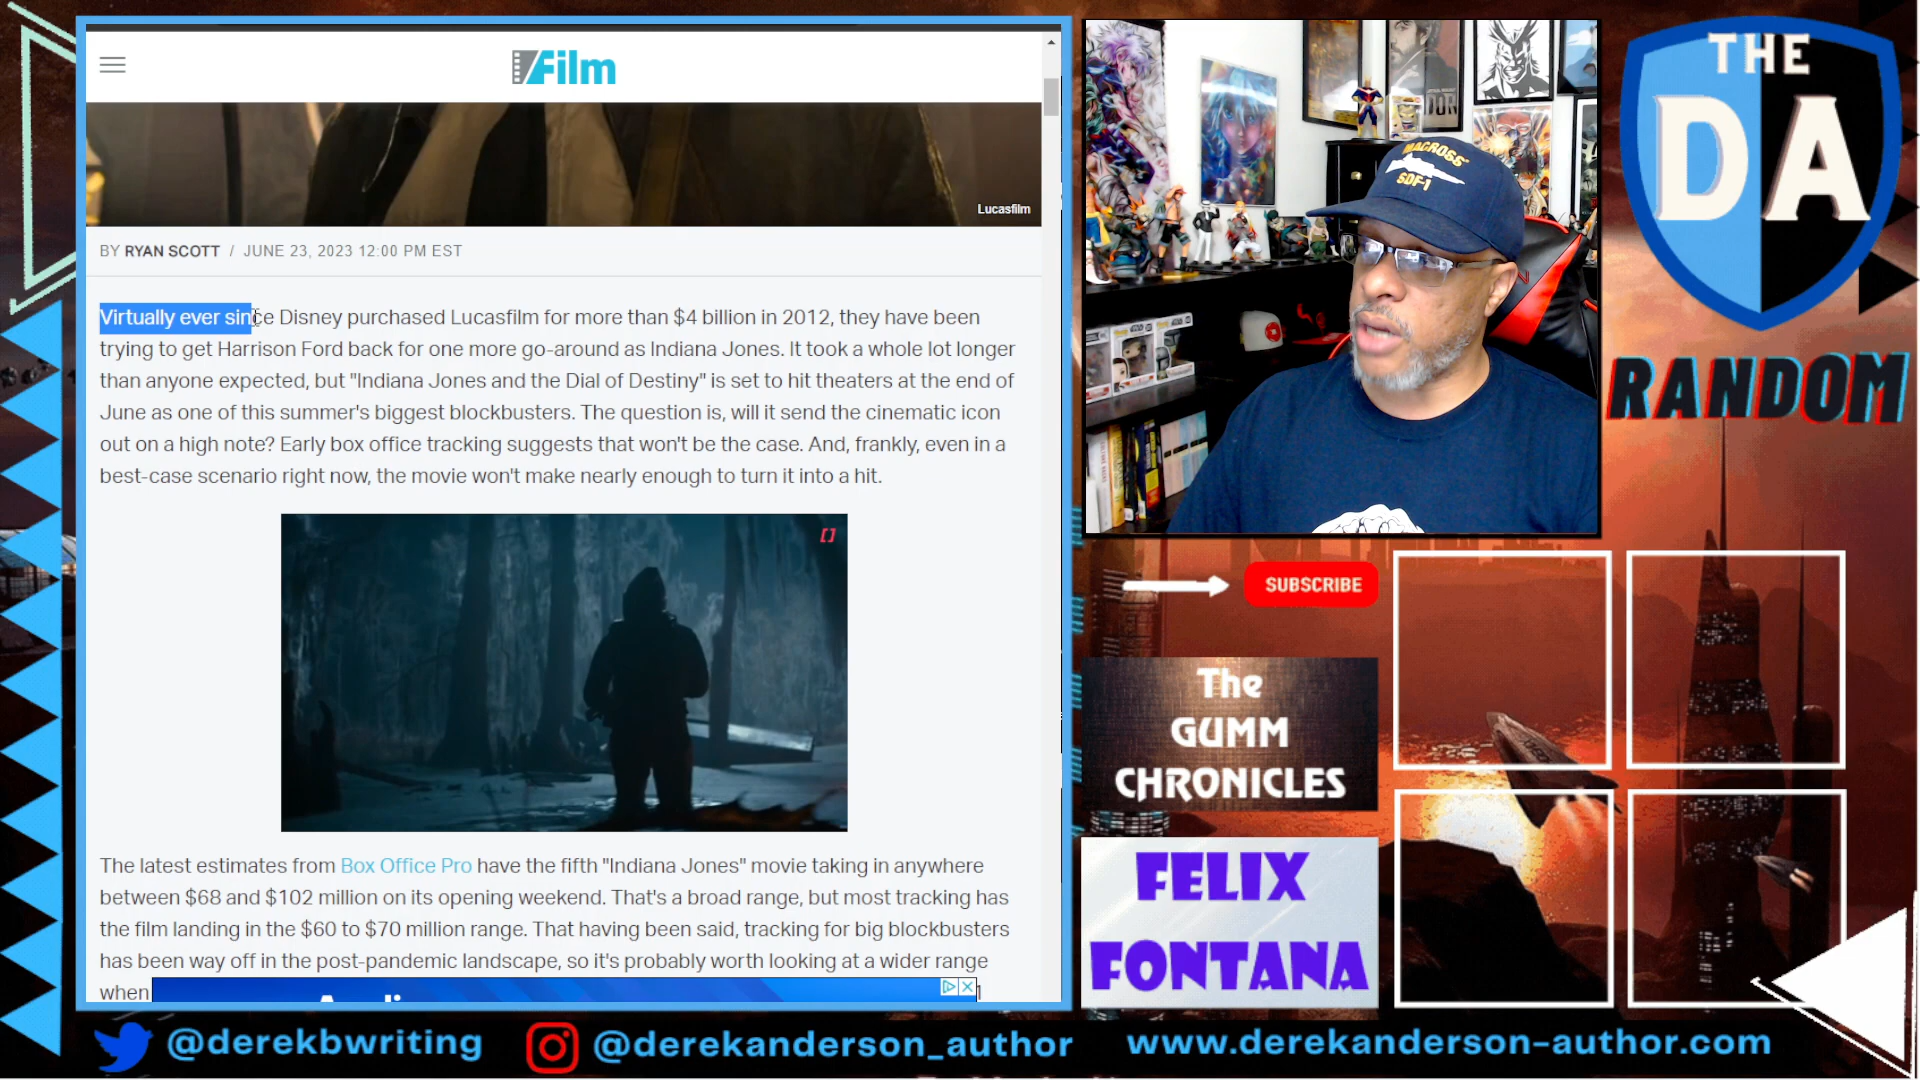 /Film
Lucasfilm
BY RYAN SCOTT / JUNE 23, 2023 12:00 PM EST
Virtually ever since Disney purchased Lucasfilm for more than $4 billion in 2012, they have been
trying to get Harrison Ford back for one more go-around as Indiana Jones. It took a whole lot longer
than anyone expected, but "Indiana Jones and the Dial of Destiny" is set to hit theaters at the end of
June as one of this summer's biggest blockbusters. The question is, will it send the cinematic icon
out on a high note? Early box office tracking suggests that won't be the case. And, frankly, even in a
best-case scenario right now, the movie won't make nearly enough to turn it into a hit.
The latest estimates from Box Office Pro have the fifth "Indiana Jones" movie taking in anywhere
between $68 and $102 million on its opening weekend. That's a broad range, but most tracking has
the film landing in the $60 to $70 million range. That having been said, tracking for big blockbusters
has been way off in the post-pandemic landscape, so it's probably worth looking at a wider range
when
MACROSS
SDF-1
THE
DA
RANDOM
SUBSCRIBE
The
GUMM
CHRONICLES
FELIX
FONTANA
@derekbwriting
@derekanderson_author
www.derekanderson-author.com